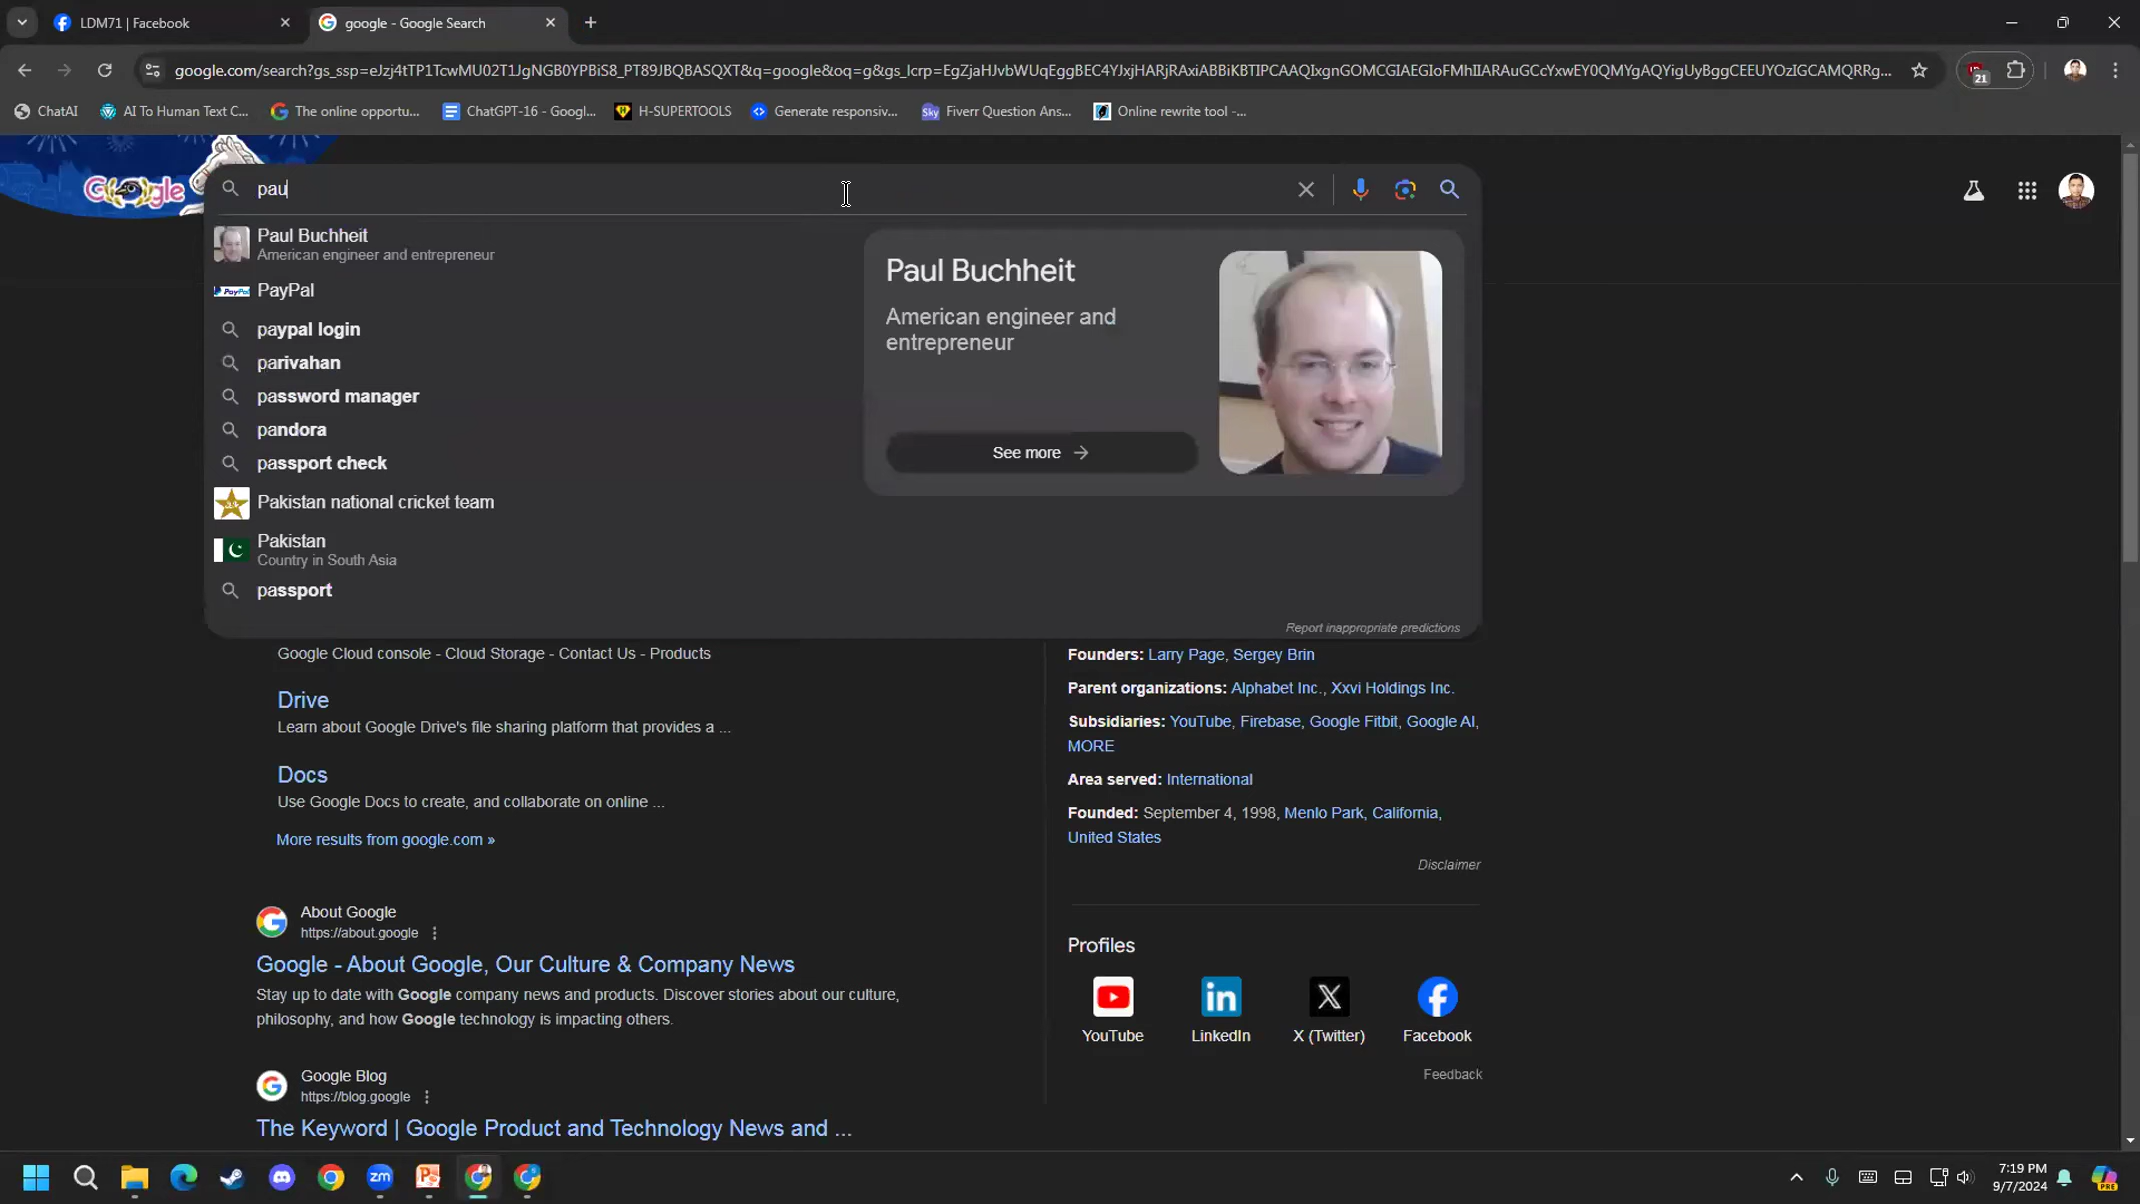 LDM71 | Facebook
google - Google Search
google.com/search?gs_ssp=eJzj4tTP1TcwMU02T1JgNGB0YPBiS8_PT89JBQBASQXT&q=google&oq=g&gs_lcrp=EgZjaHJvbWUqEggBEC4YJxjHARjRAxiABBiKBTIPCAAQIxgnGOMCGIAEGIoFMhIIARAuGCcYxwEY0QMYgAQYigUyBggCEEUYOzIGCAMQRRg...
21
ChatAI
AI To Human Text C...
The online opportu...
ChatGPT-16 - Googl...
H-SUPERTOOLS
Generate responsiv...
Sky
Fiverr Question Ans...
Online rewrite tool -...
Google
pau
Paul Buchheit
American engineer and entrepreneur
PayPal
PayPal
paypal login
parivahan
password manager
pandora
passport check
Pakistan national cricket team
Pakistan
Country in South Asia
passport
Paul Buchheit
American engineer and
entrepreneur
See more
Report inappropriate predictions
Google Cloud console - Cloud Storage - Contact Us - Products
Drive
Learn about Google Drive's file sharing platform that provides a ...
Docs
Use Google Docs to create, and collaborate on online ...
More results from google.com »
About Google
https://about.google
Google - About Google, Our Culture & Company News
Stay up to date with Google company news and products. Discover stories about our culture,
philosophy, and how Google technology is impacting others.
Google Blog
https://blog.google
The Keyword | Google Product and Technology News and ...
Founders: Larry Page, Sergey Brin
Parent organizations: Alphabet Inc., Xxvi Holdings Inc.
Subsidiaries: YouTube, Firebase, Google Fitbit, Google AI,
MORE
Area served: International
Founded: September 4, 1998, Menlo Park, California,
United States
Disclaimer
Profiles
YouTube
LinkedIn
X (Twitter)
Facebook
Feedback
zm
7:19 PM
9/7/2024
PRE